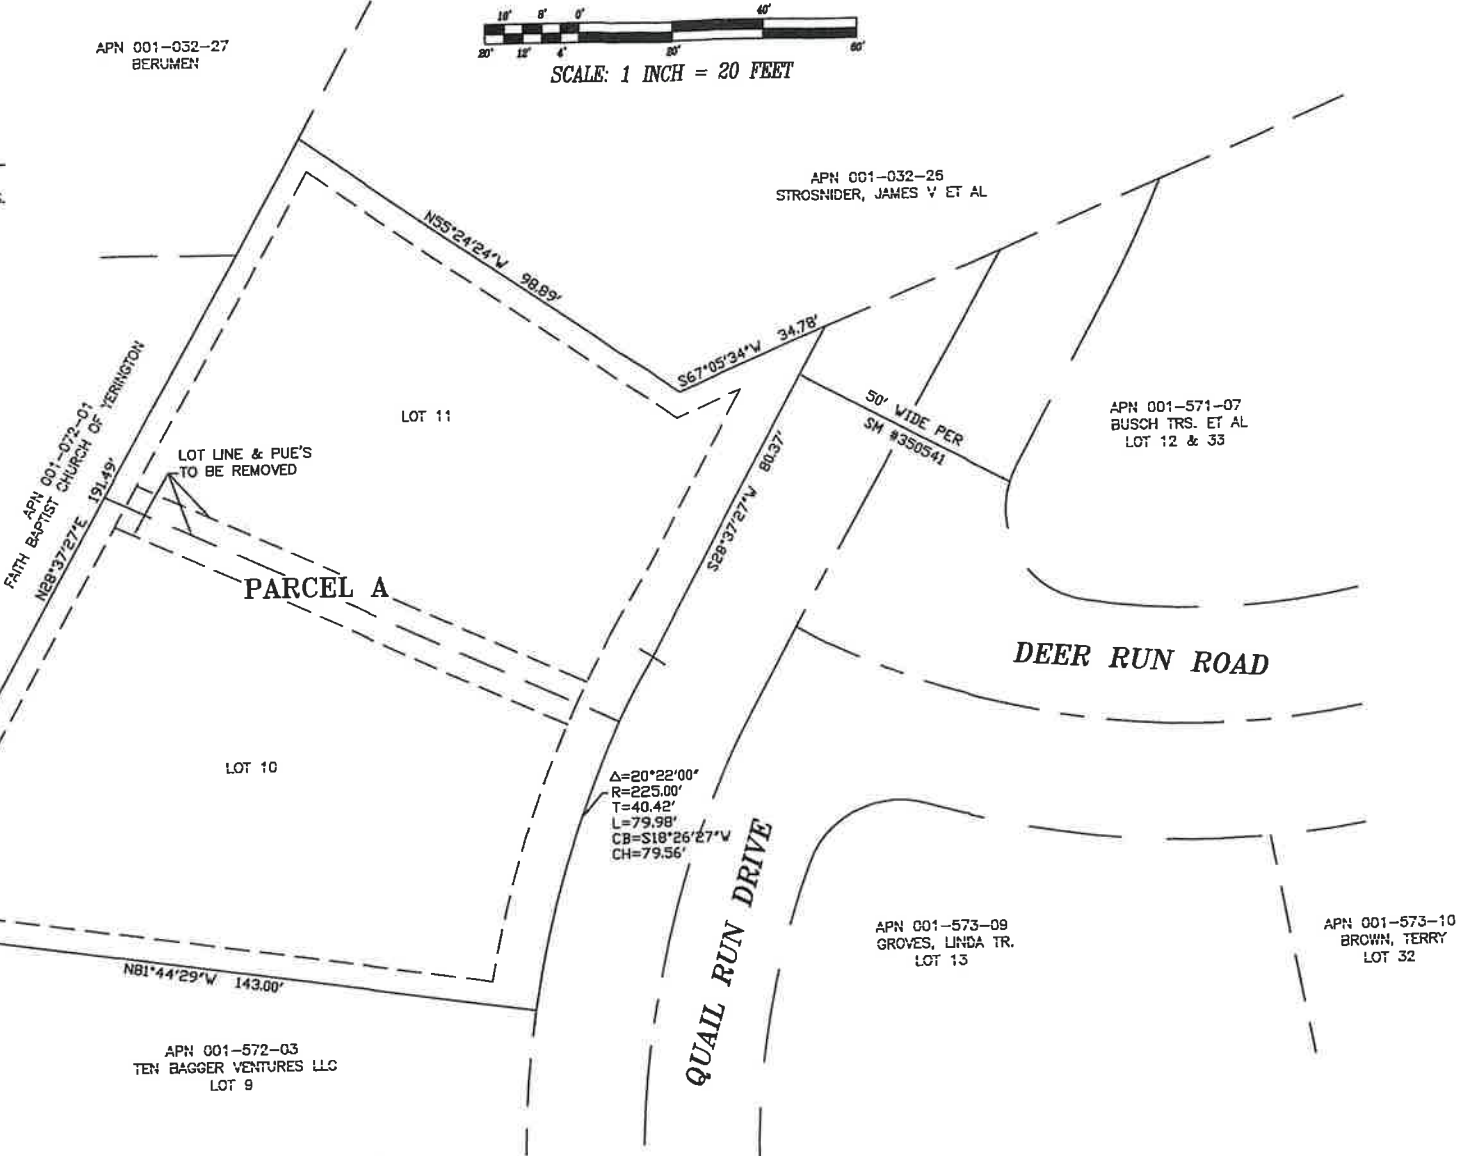 APN 001-032-27
BERUMEN
16' 8' 0' 40'
20' 12' 4' 20' 60'
SCALE: 1 INCH = 20 FEET
APN 001-032-26
STROSNIDER, JAMES V ET AL
N55°24'24"W 98.89'
S67°05'34"W 34.78'
APN 001-072-01
FAITH BAPTIST CHURCH OF YERINGTON
N28°37'27"E 191.49'
LOT 11
LOT LINE & PUE'S
TO BE REMOVED
50' WIDE PER
SM #350541
S28°37'27"W 80.37'
APN 001-571-07
BUSCH TRS. ET AL
LOT 12 & 33
PARCEL A
DEER RUN ROAD
LOT 10
Δ=20°22'00"
R=225.00'
T=40.42'
L=79.98'
CB=S18°26'27"W
CH=79.56'
QUAIL RUN DRIVE
APN 001-573-09
GROVES, LINDA TR.
LOT 13
APN 001-573-10
BROWN, TERRY
LOT 32
N81°44'29"W 143.00'
APN 001-572-03
TEN BAGGER VENTURES LLC
LOT 9